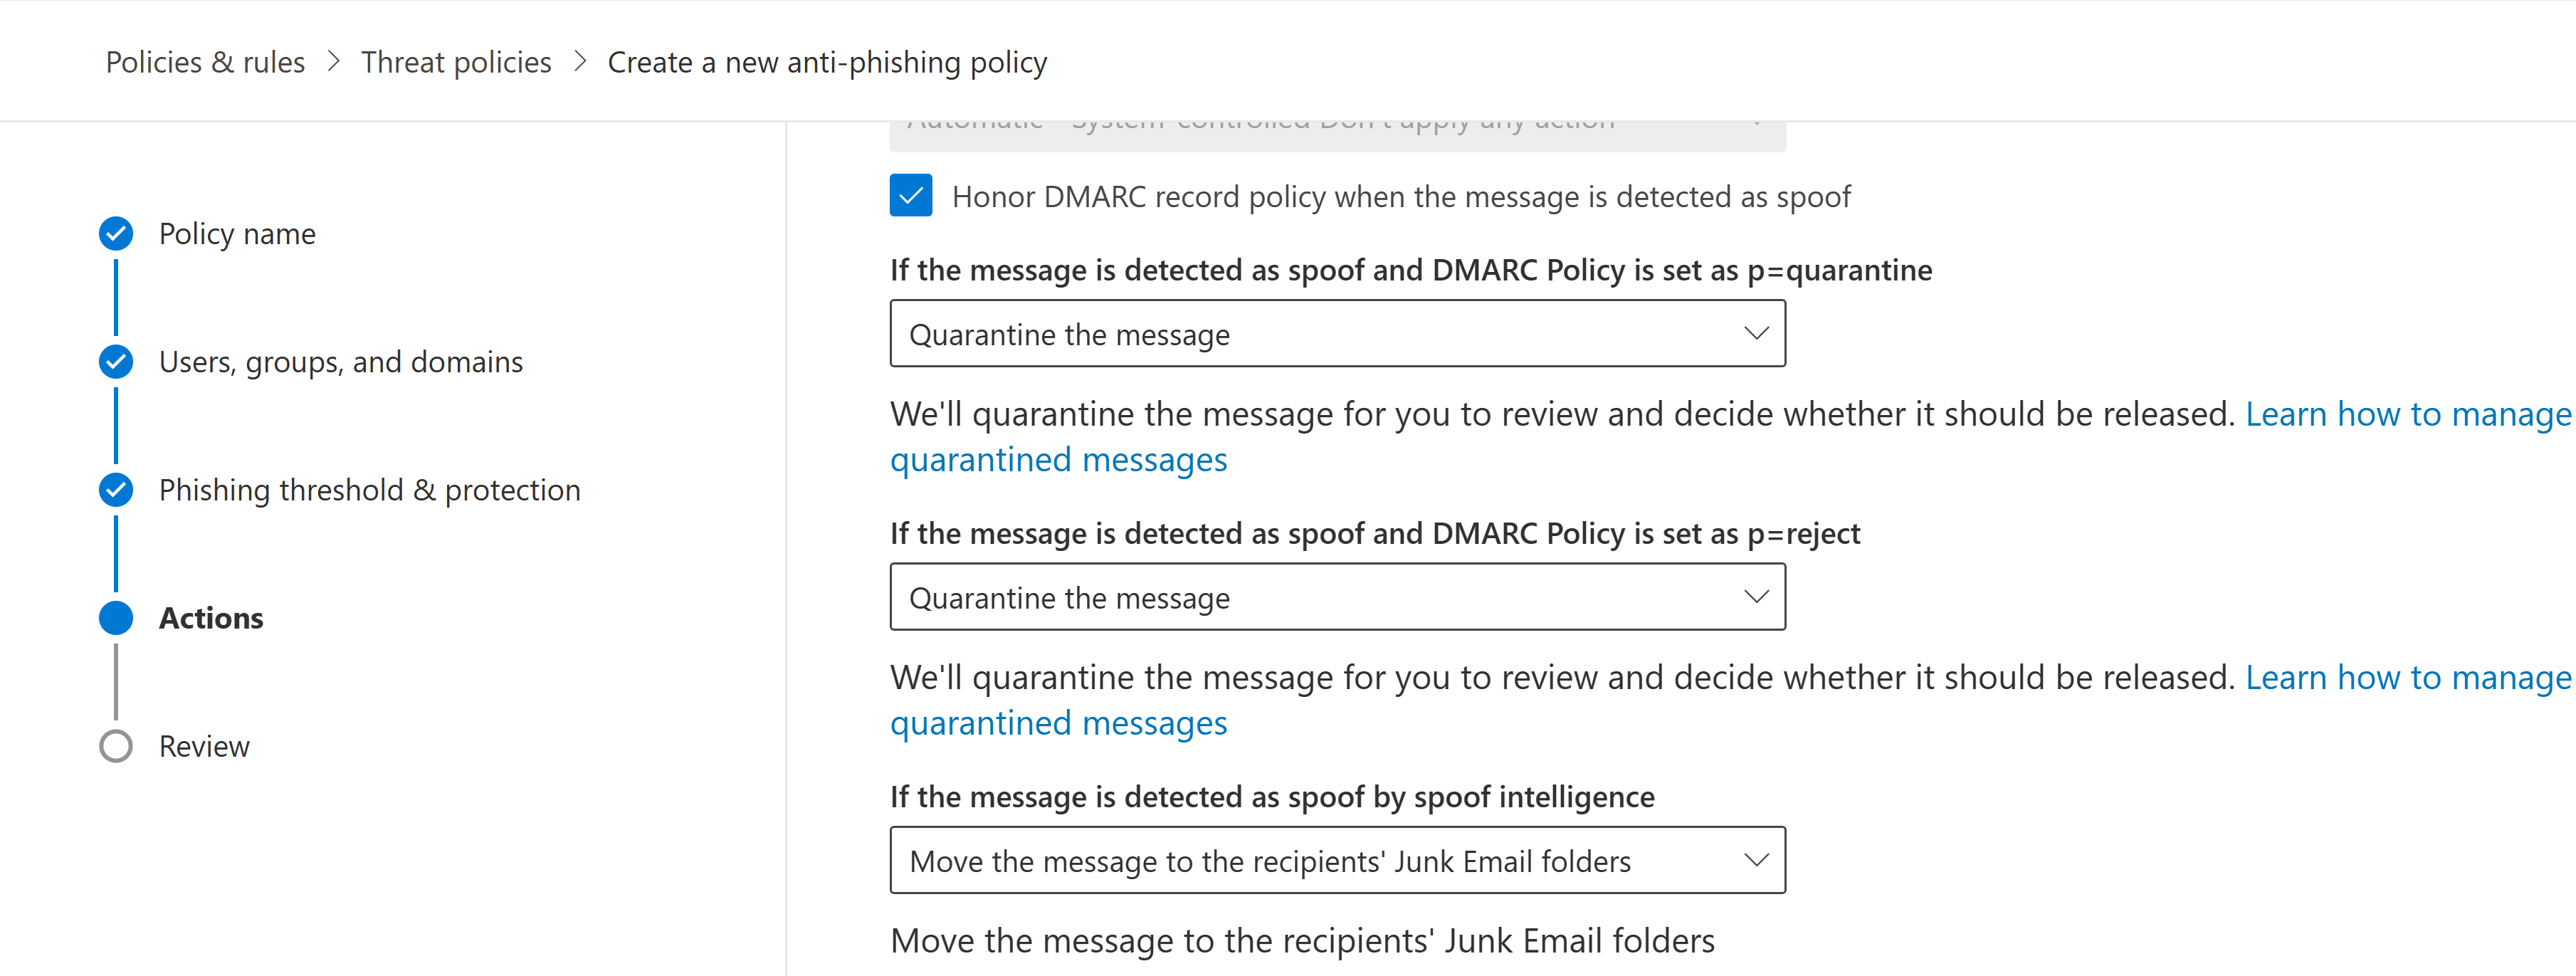 Policies & rules > Threat policies > Create a new anti-phishing policy
Automatic - System-controlled Don't apply any action
Honor DMARC record policy when the message is detected as spoof
Policy name
If the message is detected as spoof and DMARC Policy is set as p=quarantine
Quarantine the message
Users, groups, and domains
We'll quarantine the message for you to review and decide whether it should be released. Learn how to manage
quarantined messages
Phishing threshold & protection
If the message is detected as spoof and DMARC Policy is set as p=reject
Quarantine the message
Actions
We'll quarantine the message for you to review and decide whether it should be released. Learn how to manage
quarantined messages
Review
If the message is detected as spoof by spoof intelligence
Move the message to the recipients' Junk Email folders
Move the message to the recipients' Junk Email folders